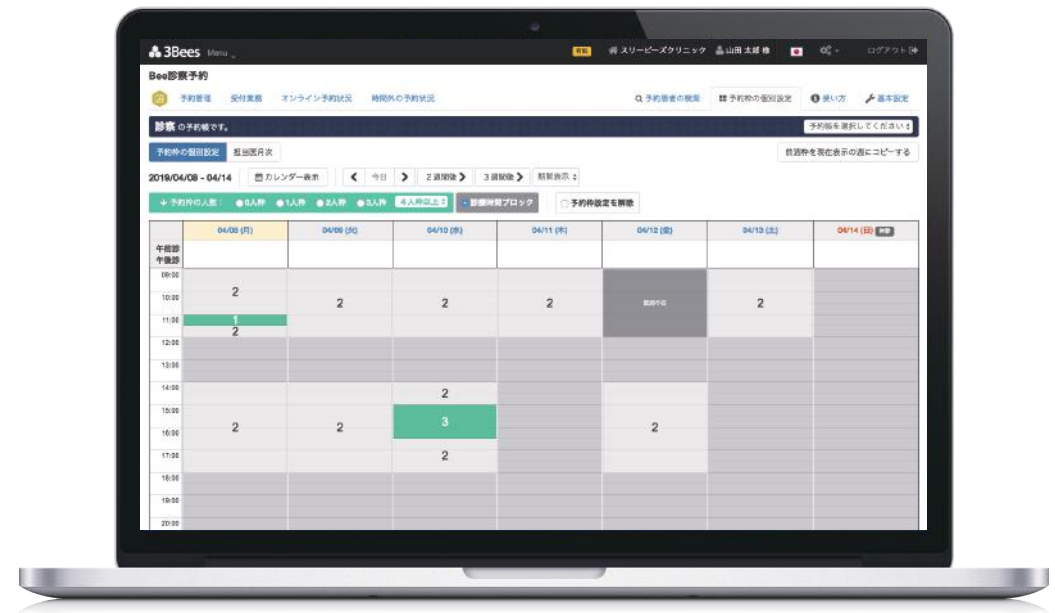 3Bees Menu
有効 スリービーズクリニック 山田 太郎 様 ログアウト
Bee診察予約
予約管理 受付業務 オンライン予約状況 時間外の予約状況 予約患者の検索 予約枠の個別設定 使い方 基本設定
診察 の予約帳です。 予約帳を選択してください
予約枠の個別設定 担当医月次 前週枠を現在表示の週にコピーする
2019/04/08 - 04/14 カレンダー表示 今日 2週間後 3週間後
予約枠の人数: 0人枠 1人枠 2人枠 3人枠 4人枠以上 診療時間ブロック 予約枠設定を解除
04/08 (月) 04/09 (火) 04/10 (水) 04/11 (木) 04/12 (金) 04/13 (土) 04/14 (日)
午前診
午後診
09:00
2
10:00 2 2 2 2
11:00 1
2
12:00
13:00
14:00 2
15:00 3
2 2 2
16:00
17:00 2
18:00
19:00
20:00